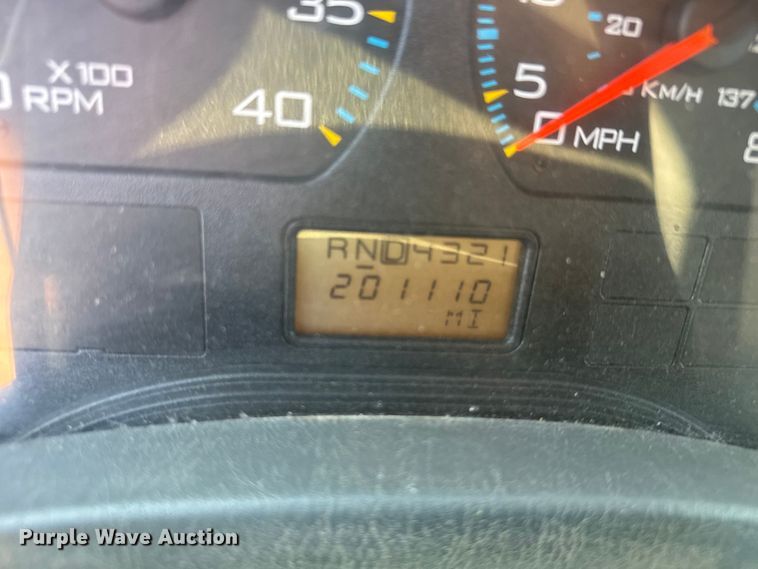 35
X100
RPM
40
20
5
KM/H 137
0 MPH
RND4321
201110
MI
Purple Wave Auction